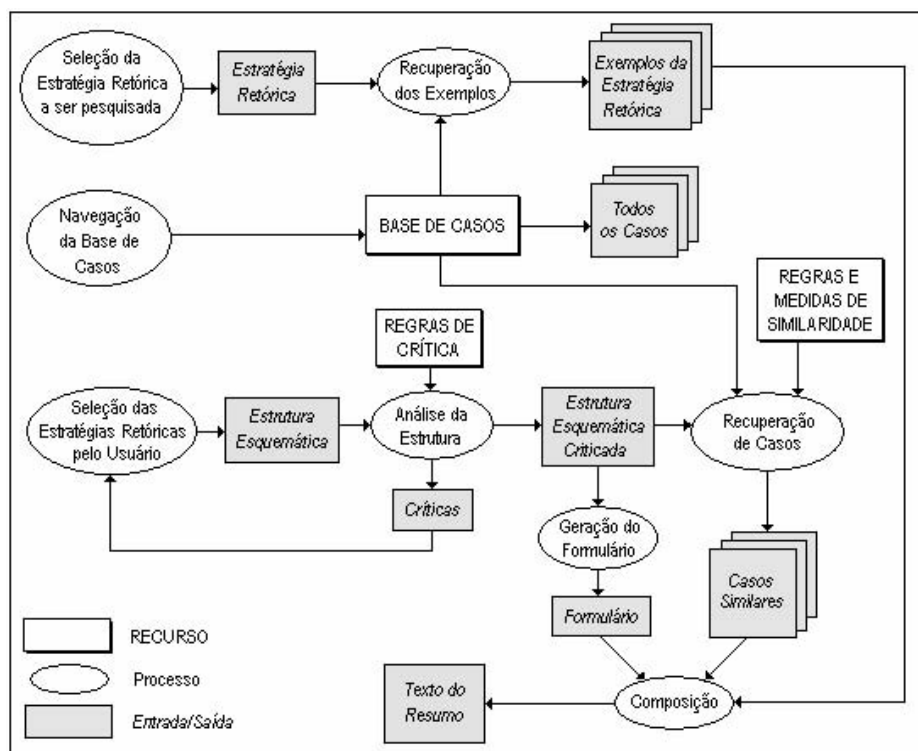 Seleção da
Estratégia Retórica
a ser pesquisada
Estratégia
Retórica
Recuperação
dos Exemplos
Exemplos da
Estratégia
Retórica
Navegação
da Base de
Casos
BASE DE CASOS
Todos
os Casos
REGRAS E
MEDIDAS DE
SIMILARIDADE
REGRAS DE
CRÍTICA
Seleção das
Estratégias Retóricas
pelo Usuário
Estrutura
Esquemática
Análise da
Estrutura
Estrutura
Esquemática
Criticada
Recuperação
de Casos
Críticas
Geração do
Formulário
Casos
Similares
Formulário
RECURSO
Processo
Entrada/Saída
Texto do
Resumo
Composição